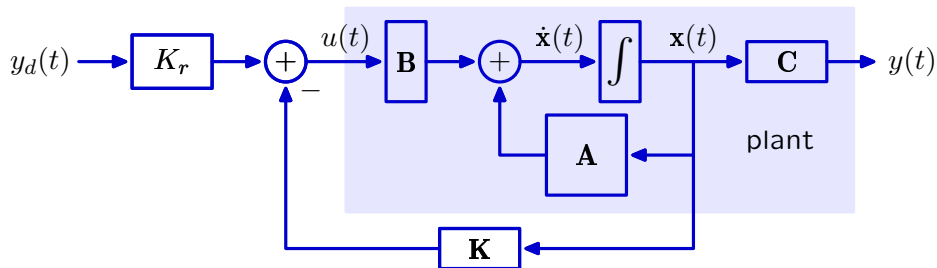 y_d(t) K_r + − u(t) B + ẋ(t) ∫ x(t) C y(t)
A plant
K